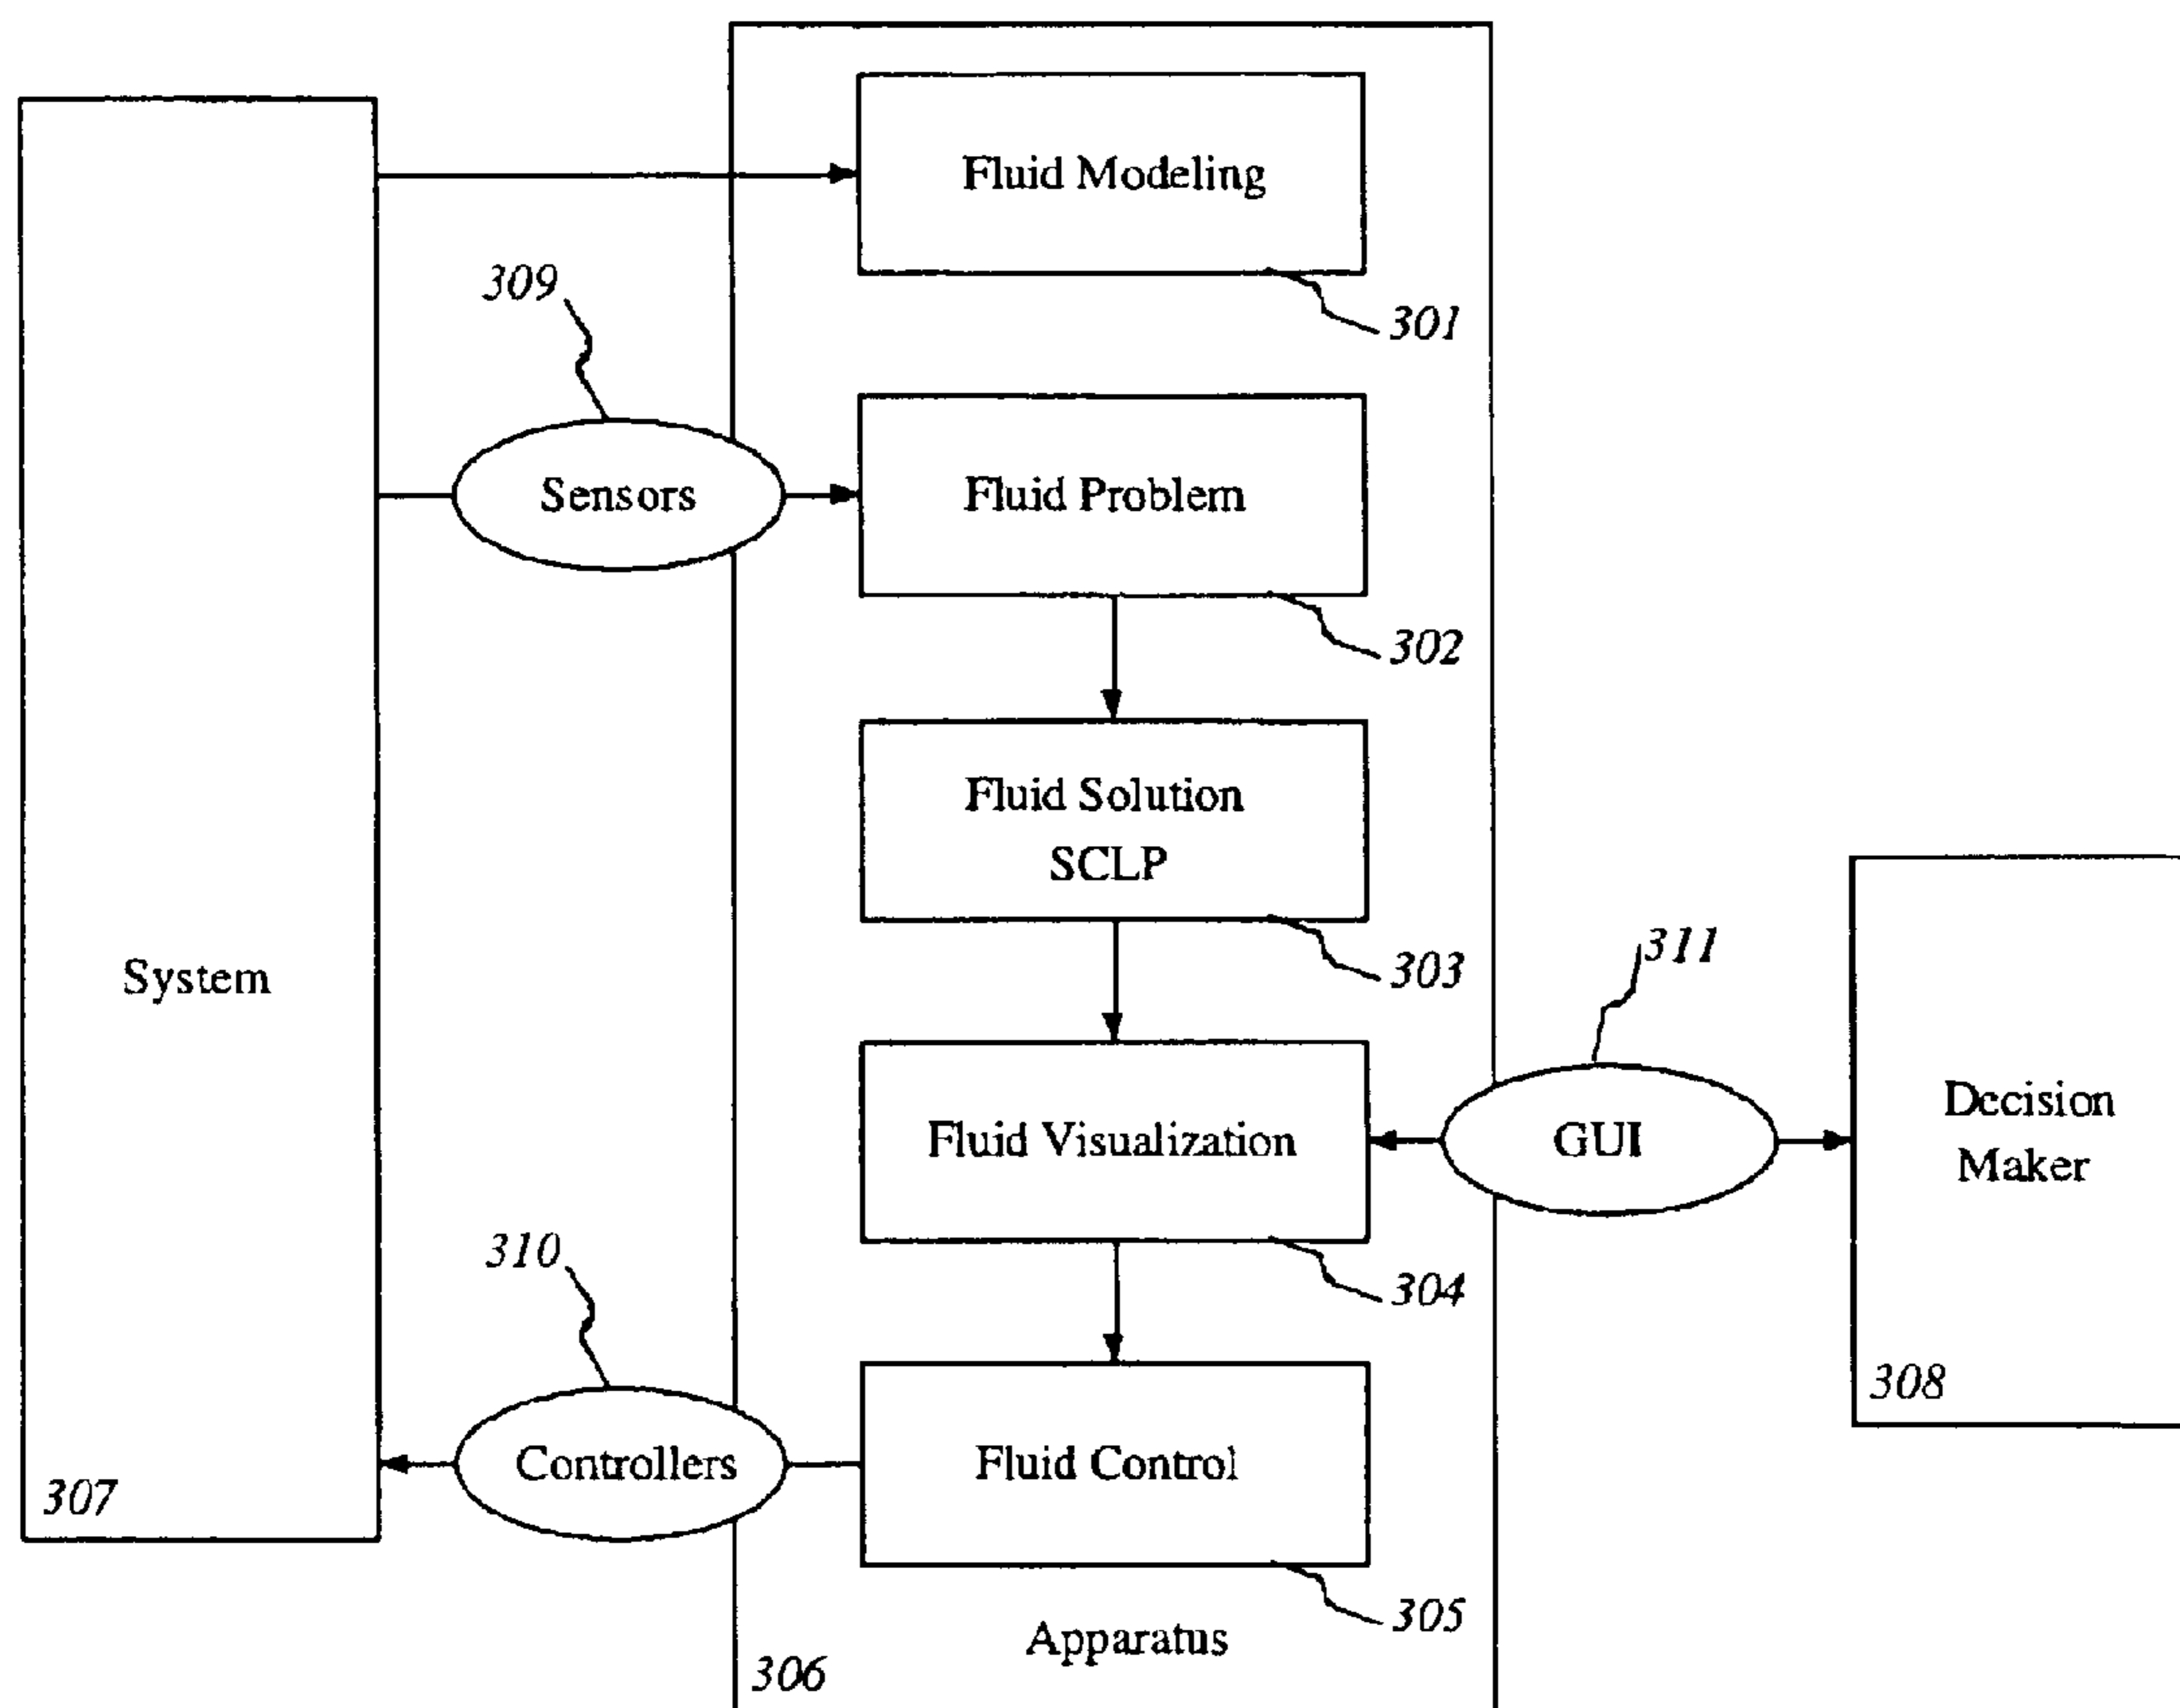 Fluid Modeling
301
309
Sensors
Fluid Problem
302
Fluid Solution
SCLP
303
System
311
Fluid Visualization
GUI
Decision
Maker
304
308
310
Controllers
Fluid Control
307
305
Apparatus
306